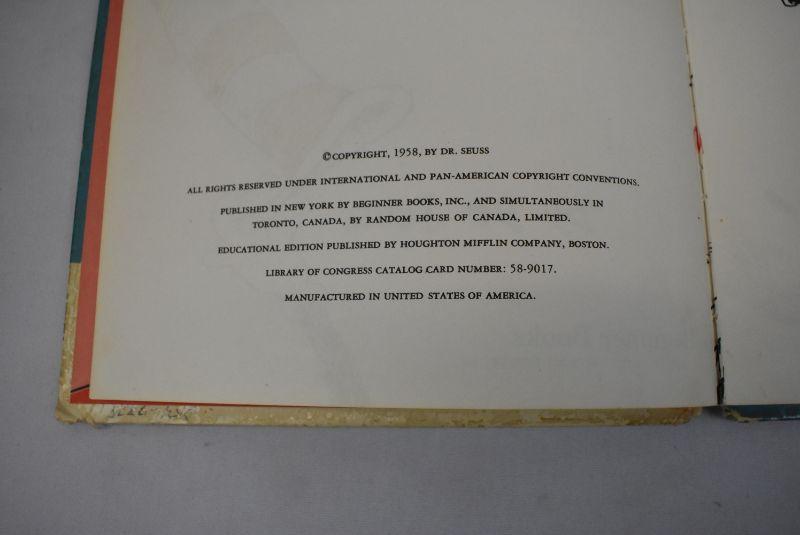 ©COPYRIGHT, 1958, BY DR. SEUSS
ALL RIGHTS RESERVED UNDER INTERNATIONAL AND PAN-AMERICAN COPYRIGHT CONVENTIONS.
PUBLISHED IN NEW YORK BY BEGINNER BOOKS, INC., AND SIMULTANEOUSLY IN
TORONTO, CANADA, BY RANDOM HOUSE OF CANADA, LIMITED.
EDUCATIONAL EDITION PUBLISHED BY HOUGHTON MIFFLIN COMPANY, BOSTON.
LIBRARY OF CONGRESS CATALOG CARD NUMBER: 58-9017.
MANUFACTURED IN UNITED STATES OF AMERICA.